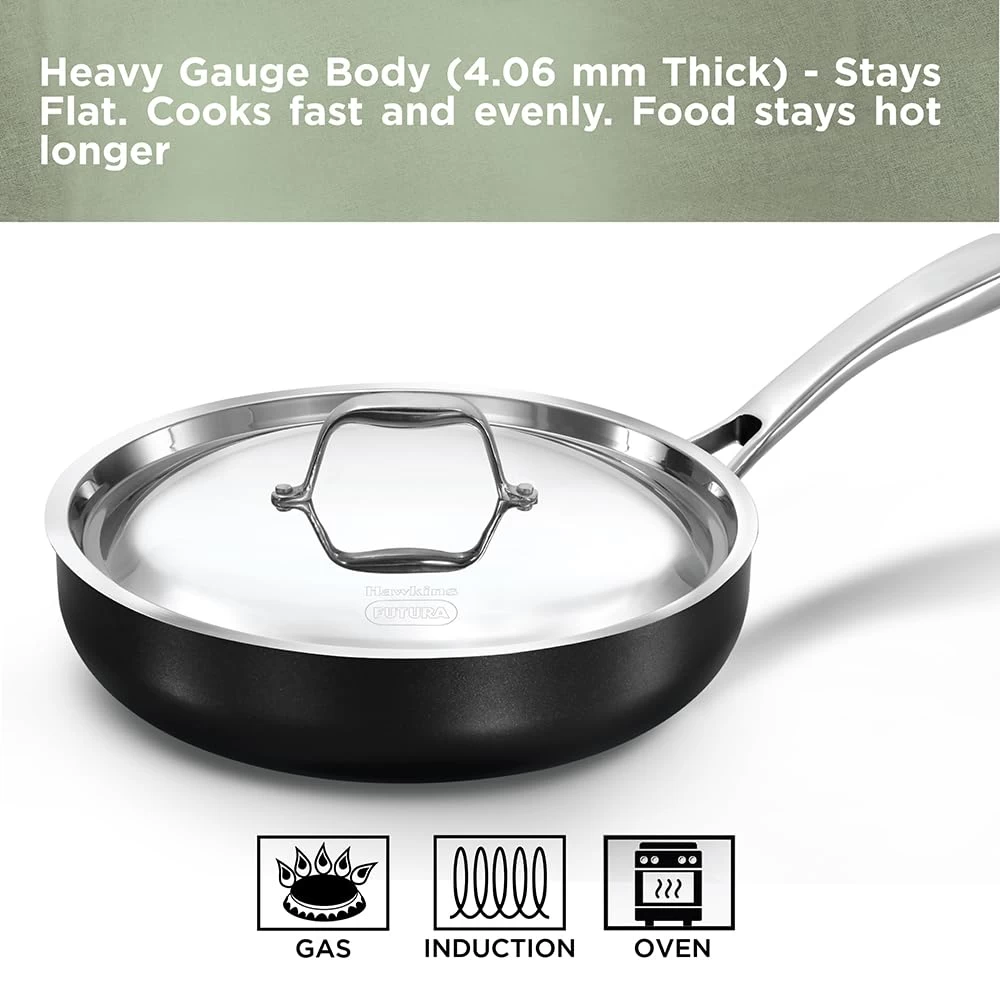 Heavy Gauge Body (4.06 mm Thick) - Stays
Flat. Cooks fast and evenly. Food stays hot
longer
Hawkins
FUTURA
GAS
INDUCTION
OVEN